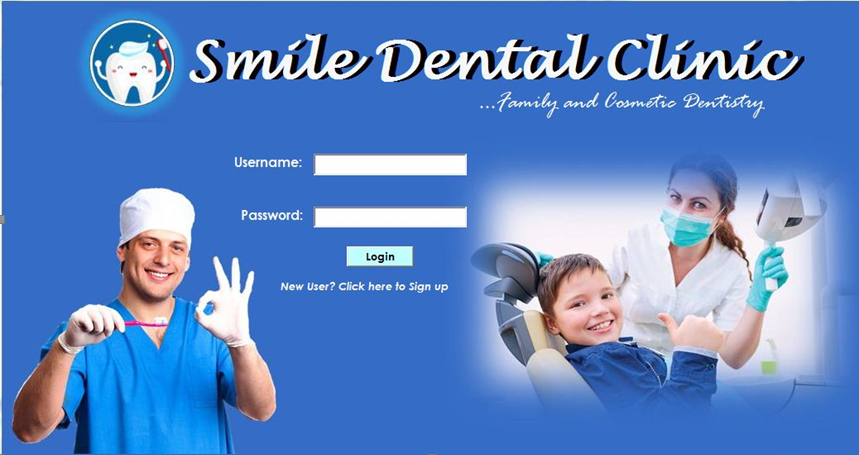 Smile Dental Clinic
...Family and Cosmetic Dentistry
Username:
Password:
Login
New User? Click here to Sign up